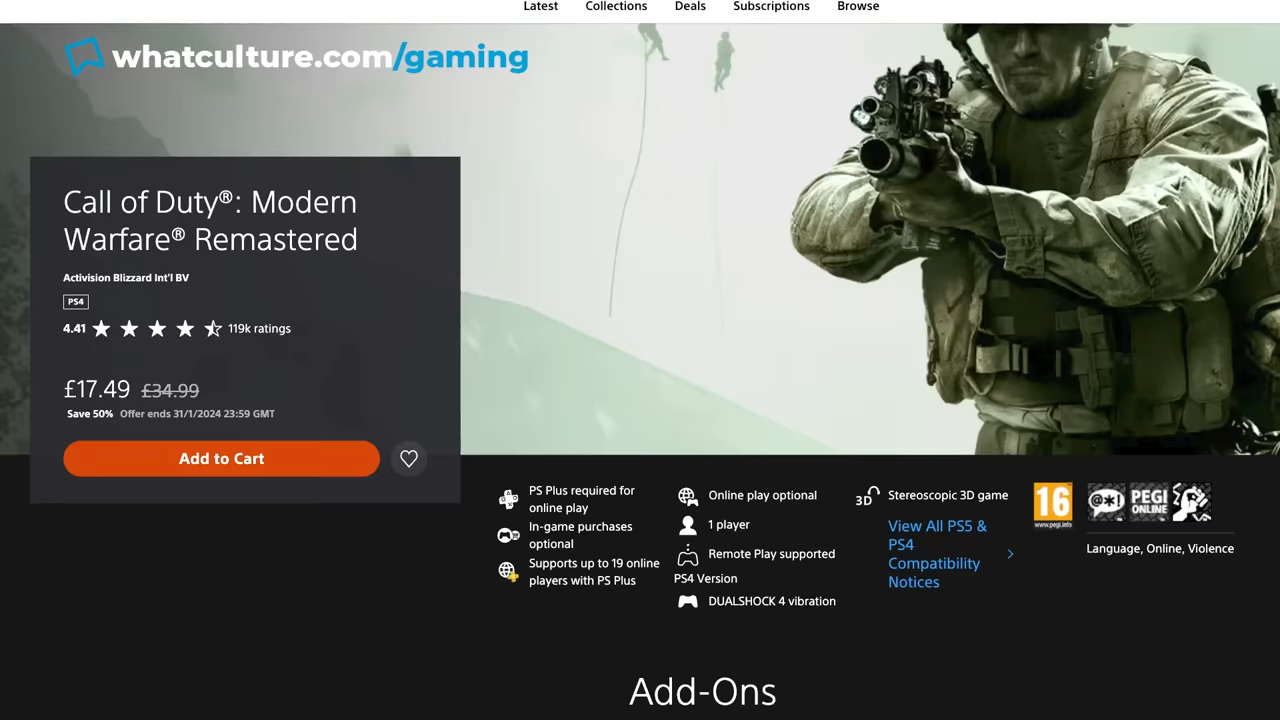 Latest Collections Deals Subscriptions Browse
whatculture.com/gaming
Call of Duty®: Modern
Warfare® Remastered
Activision Blizzard Int'l BV
PS4
4.41 119k ratings
£17.49 £34.99
Save 50% Offer ends 31/1/2024 23:59 GMT
Add to Cart
PS Plus required for
online play
In-game purchases
optional
Supports up to 19 online
players with PS Plus
Online play optional
1 player
Remote Play supported
PS4 Version
DUALSHOCK 4 vibration
3D
Stereoscopic 3D game
View All PS5 &
PS4
Compatibility
Notices
16
www.pegi.info
@*!
PEGI
ONLINE
Language, Online, Violence
Add-Ons